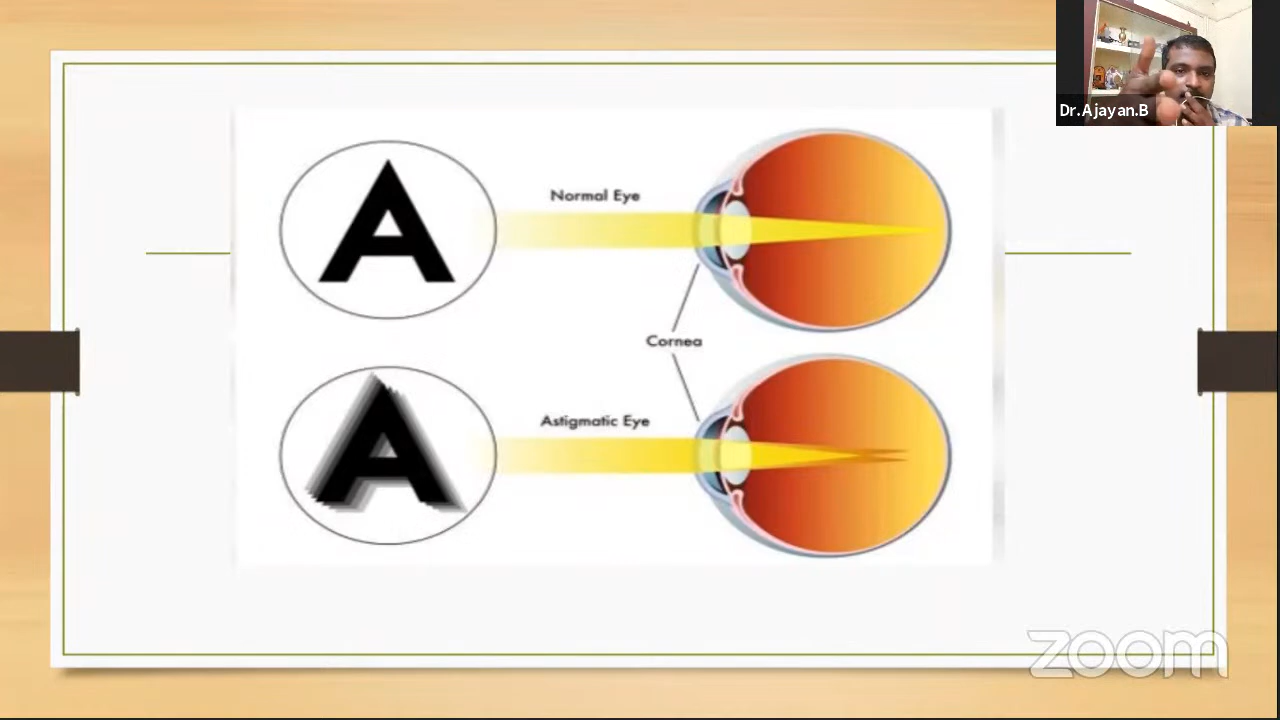 Dr.Ajayan.B
A
Normal Eye
Cornea
A
Astigmatic Eye
zoom